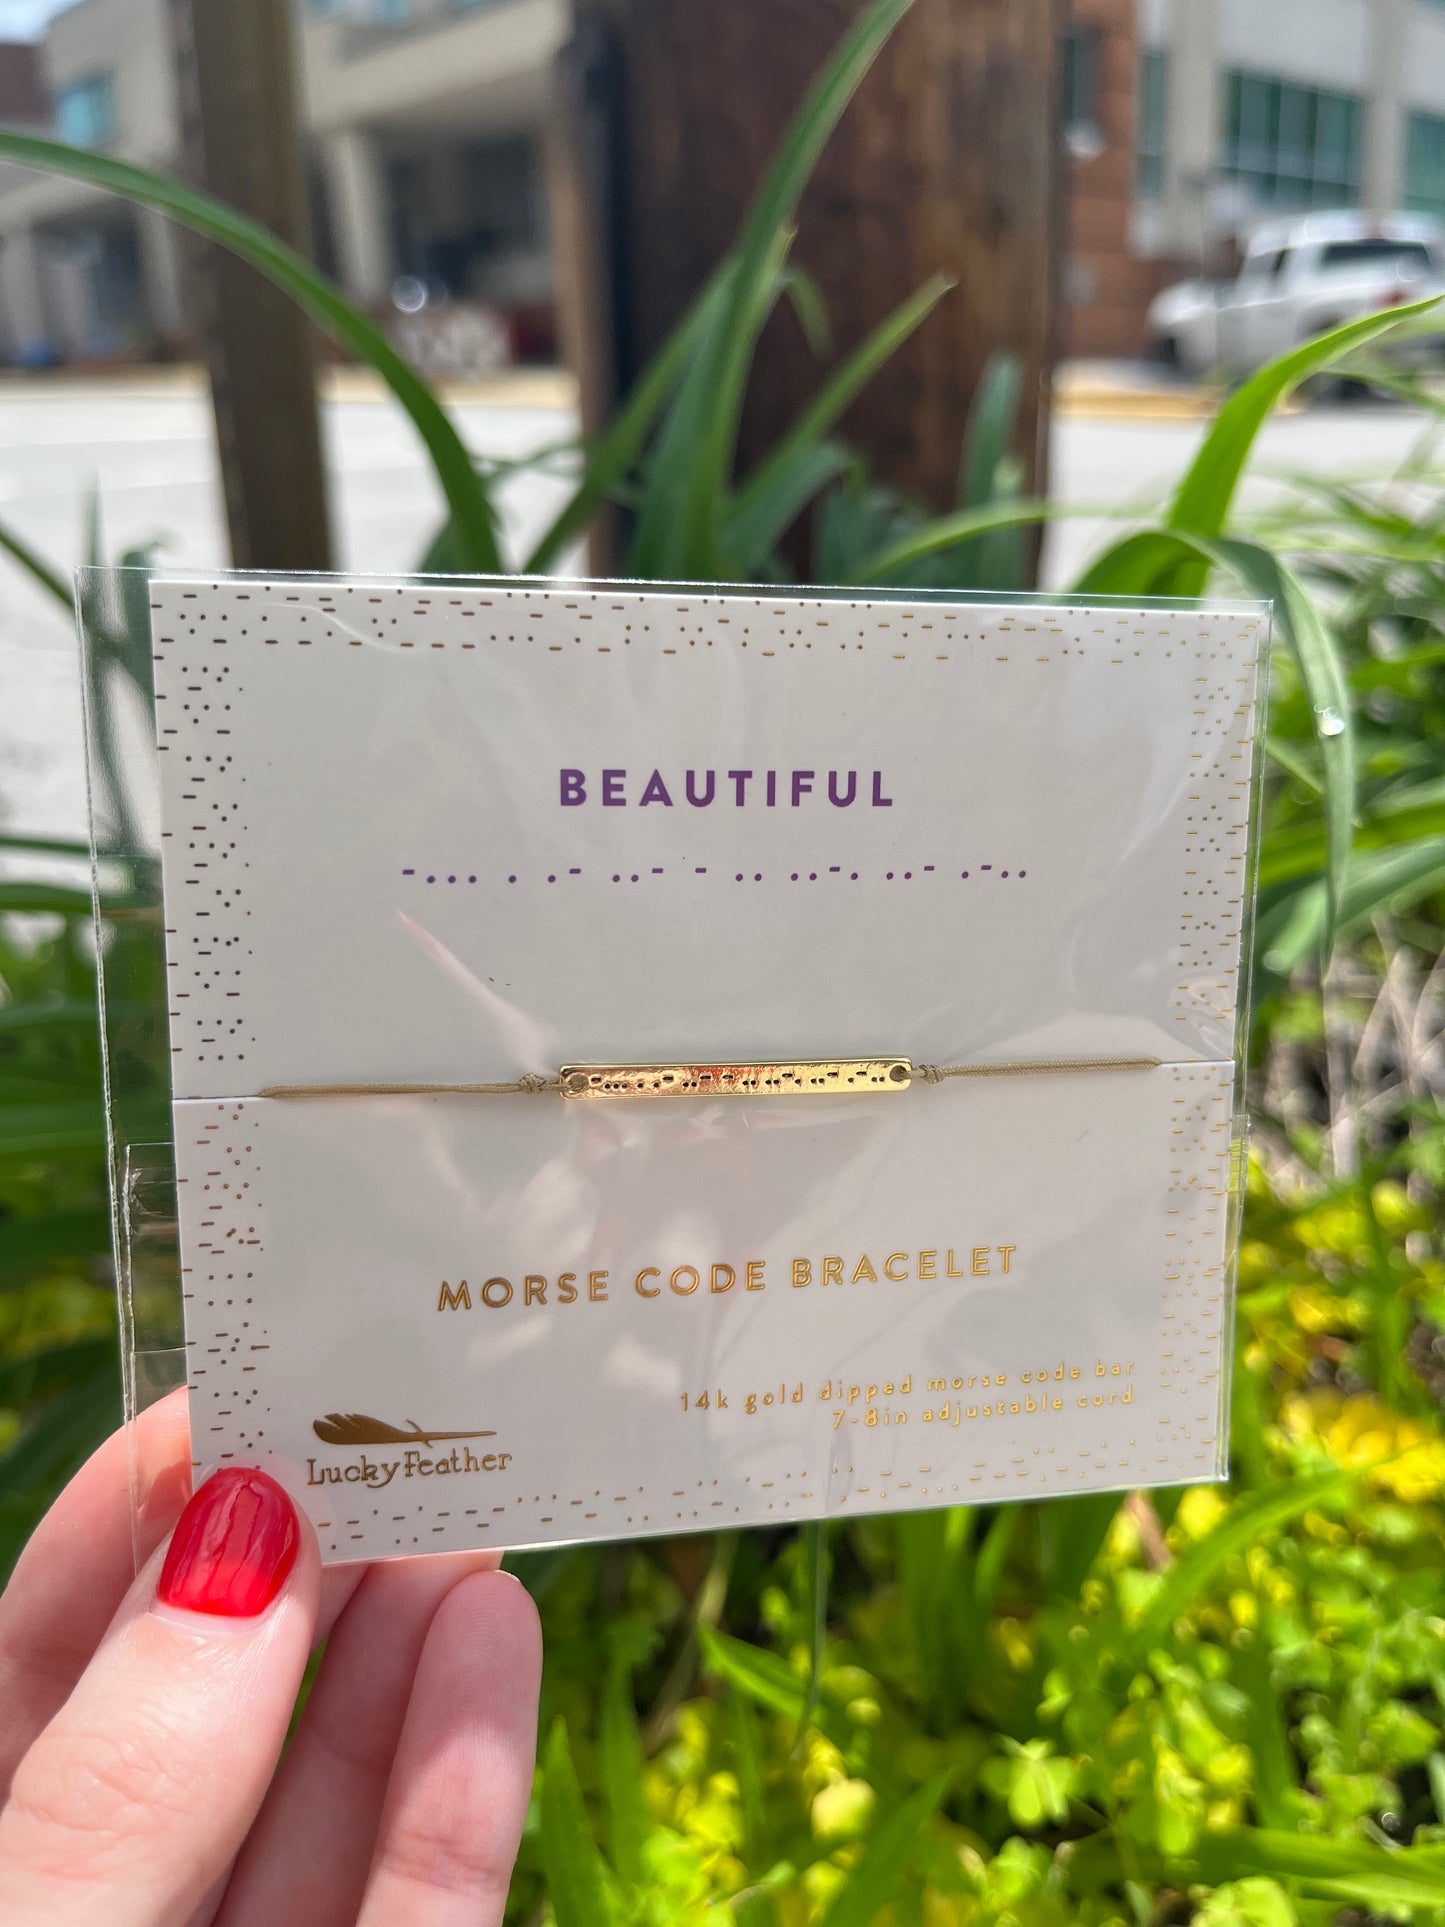 BEAUTIFUL
-... . .- ..- - .. ..-. ..- .-..
MORSE CODE BRACELET
14k gold dipped morse code bar
7-8in adjustable cord
Lucky Feather